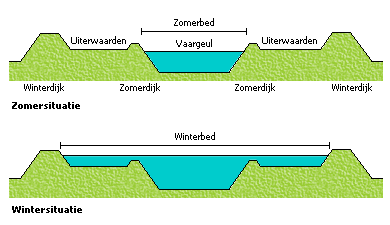 Zomerbed
Uiterwaarden Vaargeul Uiterwaarden
Winterdijk Zomerdijk Zomerdijk Winterdijk
Zomersituatie
Winterbed
Wintersituatie